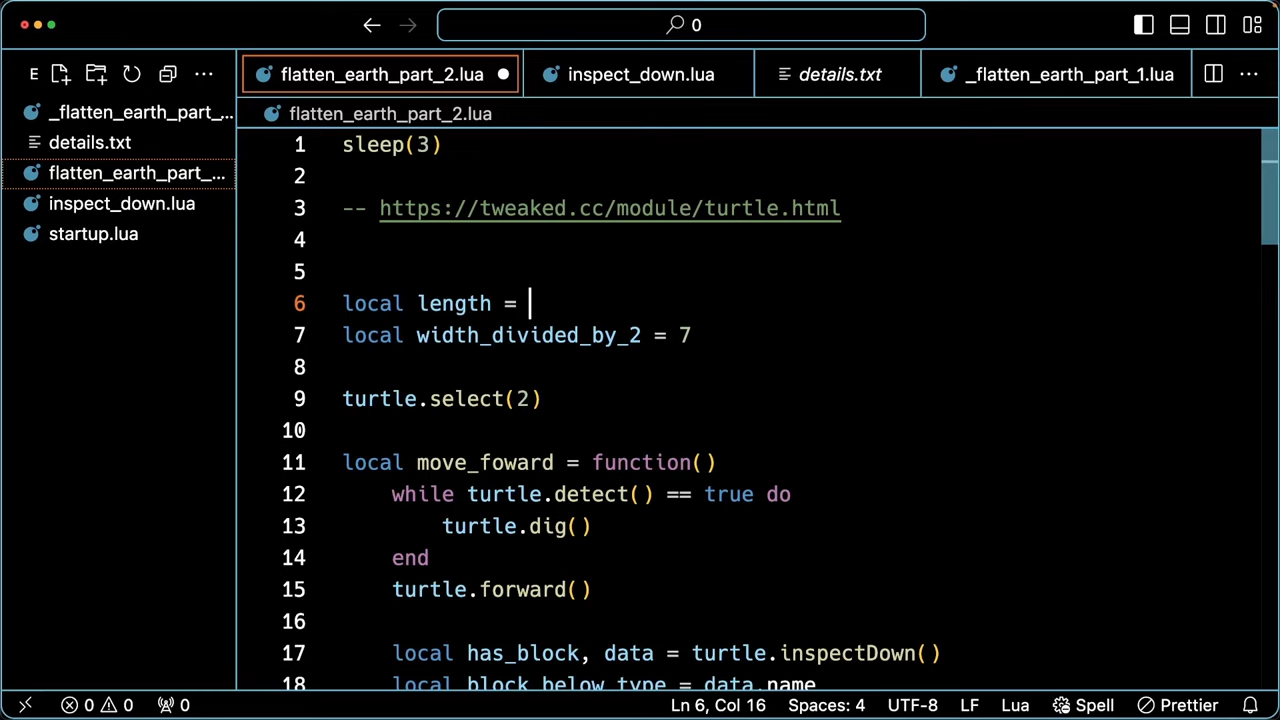 0
E
flatten_earth_part_2.lua
inspect_down.lua
details.txt
_flatten_earth_part_1.lua
_flatten_earth_part_...
details.txt
flatten_earth_part_...
inspect_down.lua
startup.lua
flatten_earth_part_2.lua
1 sleep(3)
2
3 -- https://tweaked.cc/module/turtle.html
4
5
6 local length =
7 local width_divided_by_2 = 7
8
9 turtle.select(2)
10
11 local move_foward = function()
12 while turtle.detect() == true do
13 turtle.dig()
14 end
15 turtle.forward()
16
17 local has_block, data = turtle.inspectDown()
18 local block_below_type = data.name
0 0 0 Ln 6, Col 16 Spaces: 4 UTF-8 LF Lua Spell Prettier